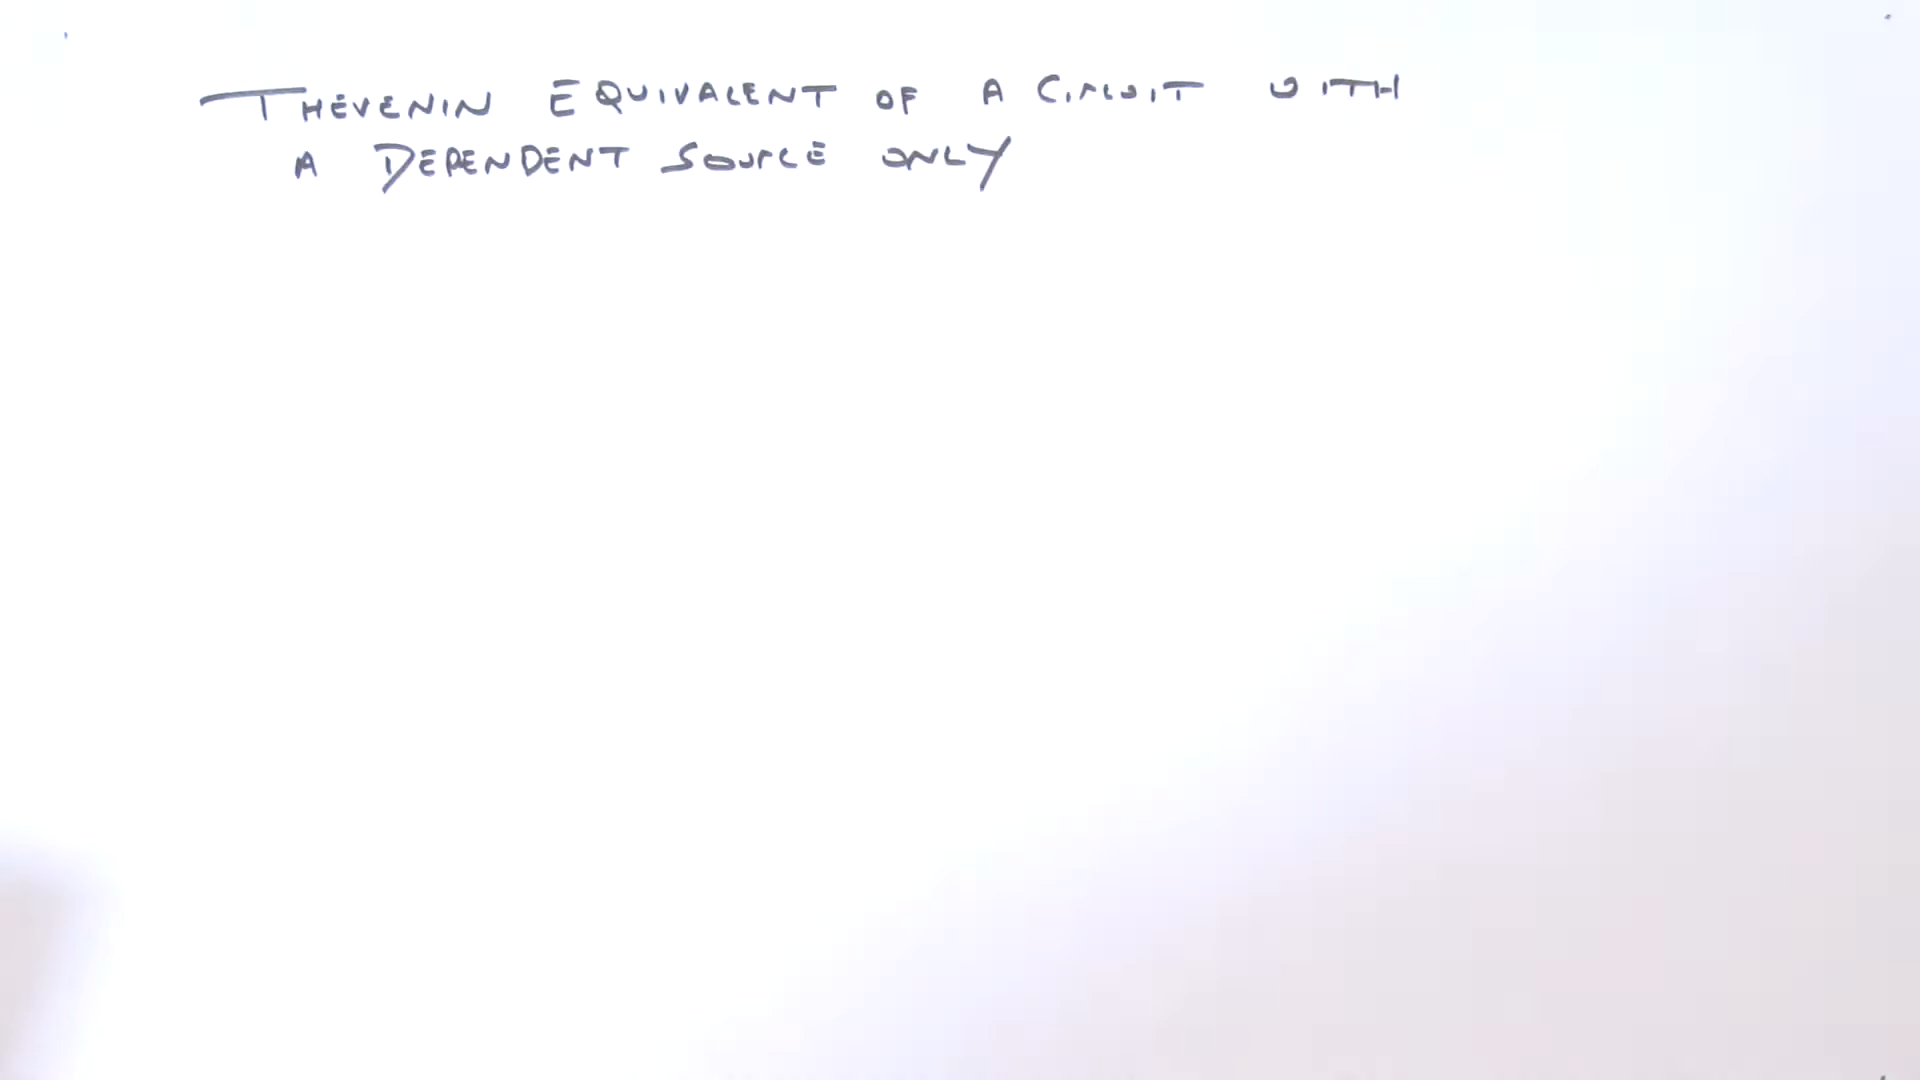 THEVENIN EQUIVALENT OF A CIRCUIT WITH
A DEPENDENT SOURCE ONLY